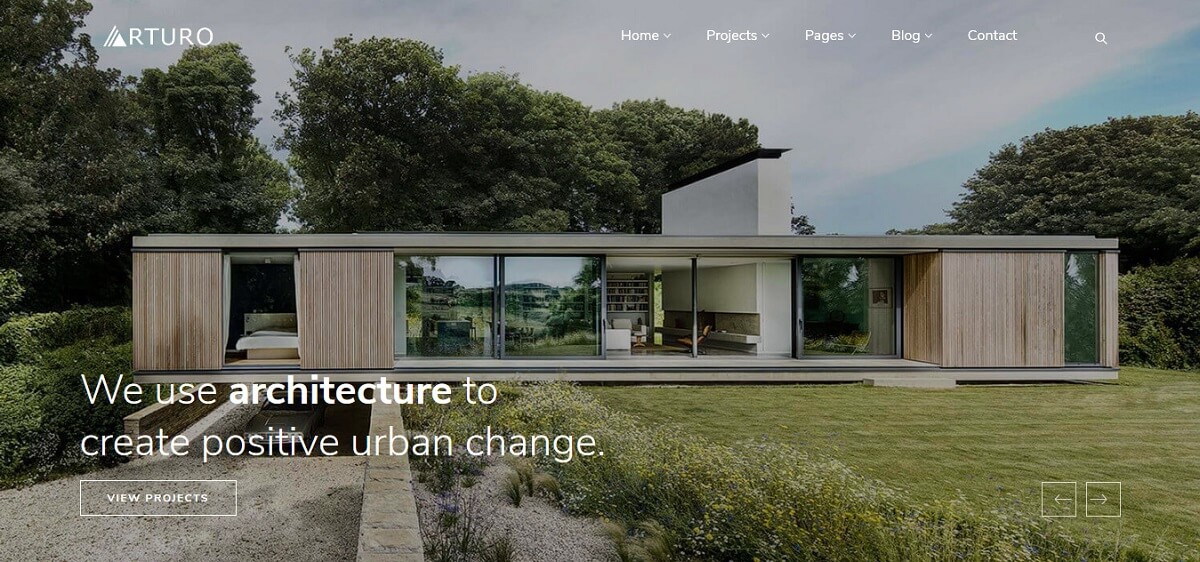 ARTURO
Home Projects Pages Blog Contact
We use architecture to
create positive urban change.
VIEW PROJECTS